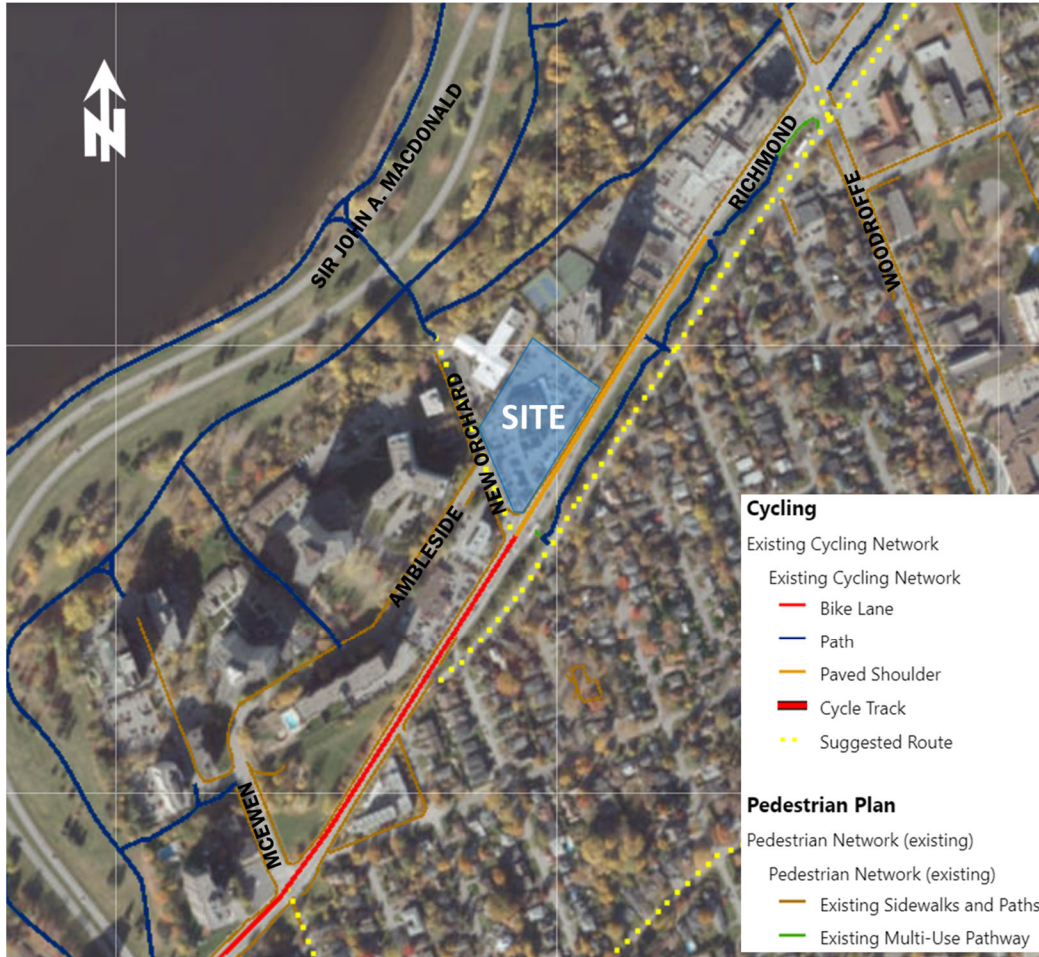 N
SIR JOHN A. MACDONALD
RICHMOND
WOODROFFE
NEW ORCHARD
SITE
AMBLESIDE
MCEWEN
Cycling
Existing Cycling Network
Existing Cycling Network
Bike Lane
Path
Paved Shoulder
Cycle Track
Suggested Route
Pedestrian Plan
Pedestrian Network (existing)
Pedestrian Network (existing)
Existing Sidewalks and Paths
Existing Multi-Use Pathway